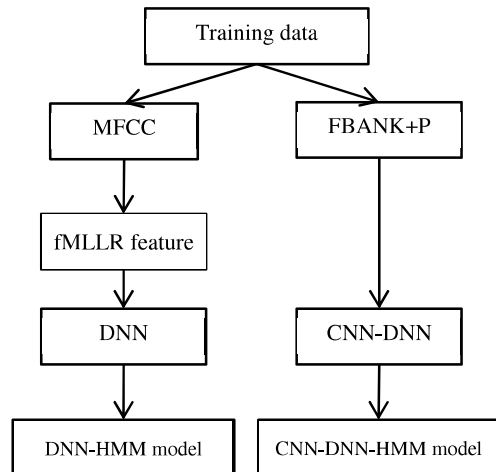 Training data
MFCC
FBANK+P
fMLLR feature
DNN
CNN-DNN
DNN-HMM model
CNN-DNN-HMM model